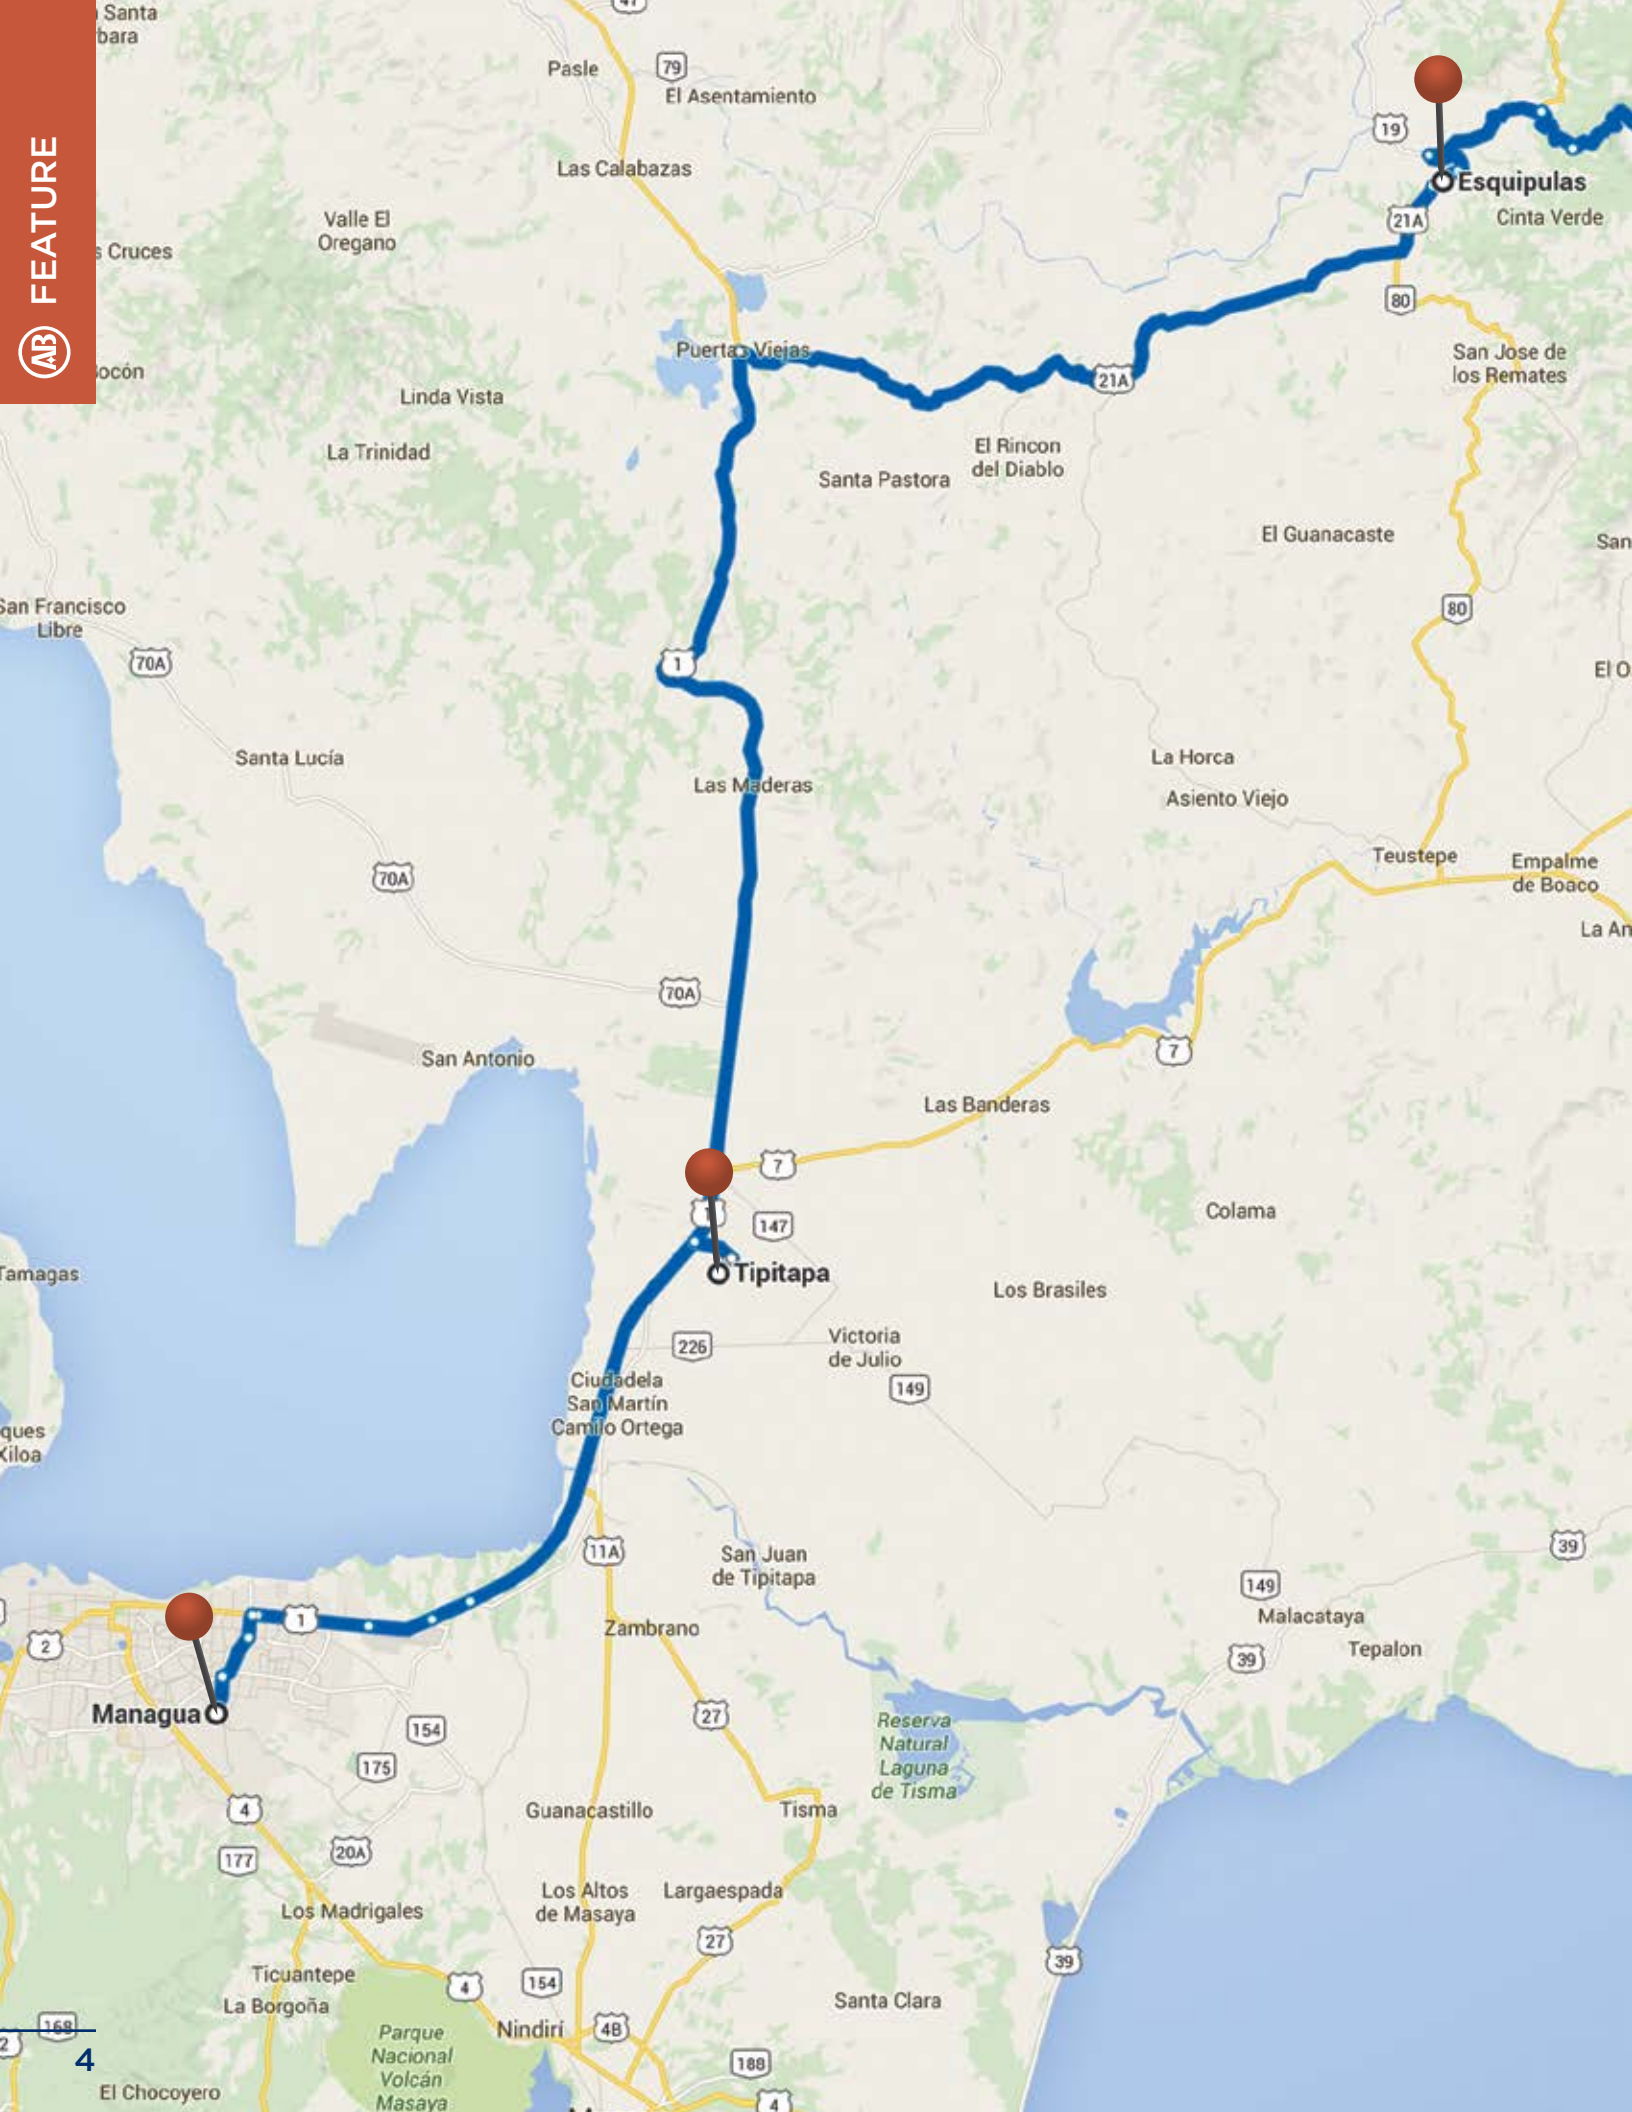 Santa
bara
47
Pasle
79
El Asentamiento
19
Las Calabazas
FEATURE
AB
Esquipulas
Valle El
Oregano
21A
Cinta Verde
s Cruces
80
Puertas Viejas
San Jose de
los Remates
Bocón
21A
Linda Vista
El Rincon
del Diablo
La Trinidad
Santa Pastora
El Guanacaste
San
San Francisco
Libre
80
70A
1
El O
Santa Lucía
La Horca
Las Maderas
Asiento Viejo
Teustepe
Empalme
de Boaco
70A
La An
70A
San Antonio
7
Las Banderas
7
1
147
Colama
Tipitapa
Tamagas
Los Brasiles
226
Victoria
de Julio
Ciudadela
San Martín
Camilo Ortega
149
ques
Xiloa
11A
San Juan
de Tipitapa
39
149
1
Malacataya
2
Zambrano
Tepalon
39
Managua
27
154
Reserva
Natural
Laguna
de Tisma
175
4
Guanacastillo
Tisma
177
20A
Los Altos
de Masaya
Largaespada
Los Madrigales
27
39
Ticuantepe
4
154
Santa Clara
La Borgoña
168
Nindirí
4B
2
4
Parque
Nacional
Volcán
Masaya
188
El Chocoyero
4